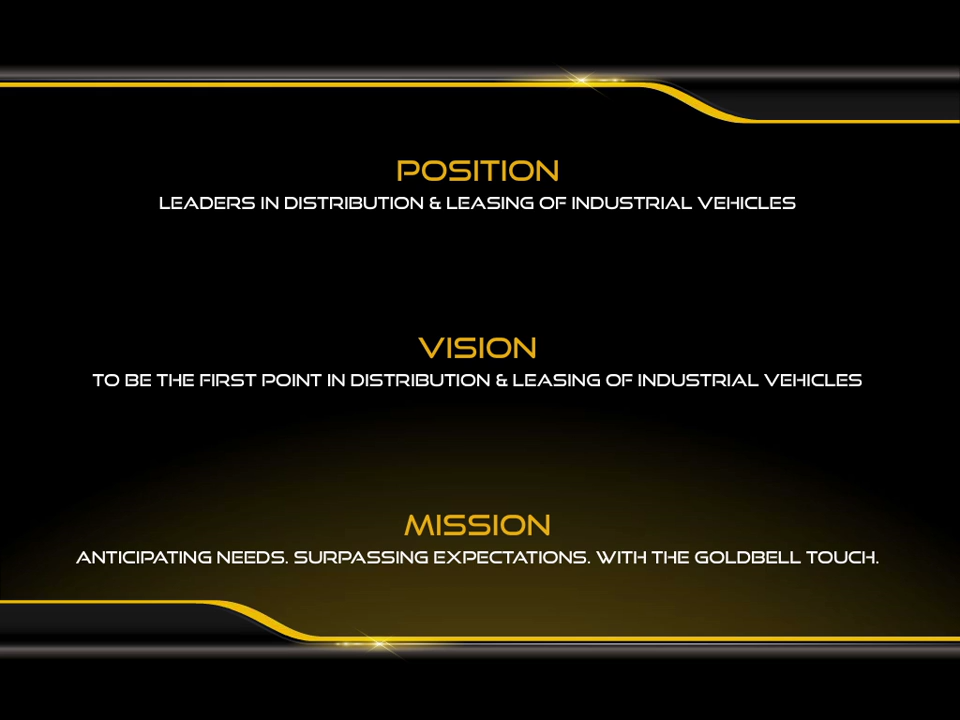 POSITION
LEADERS IN DISTRIBUTION & LEASING OF INDUSTRIAL VEHICLES
VISION
TO BE THE FIRST POINT IN DISTRIBUTION & LEASING OF INDUSTRIAL VEHICLES
MISSION
ANTICIPATING NEEDS. SURPASSING EXPECTATIONS. WITH THE GOLDBELL TOUCH.